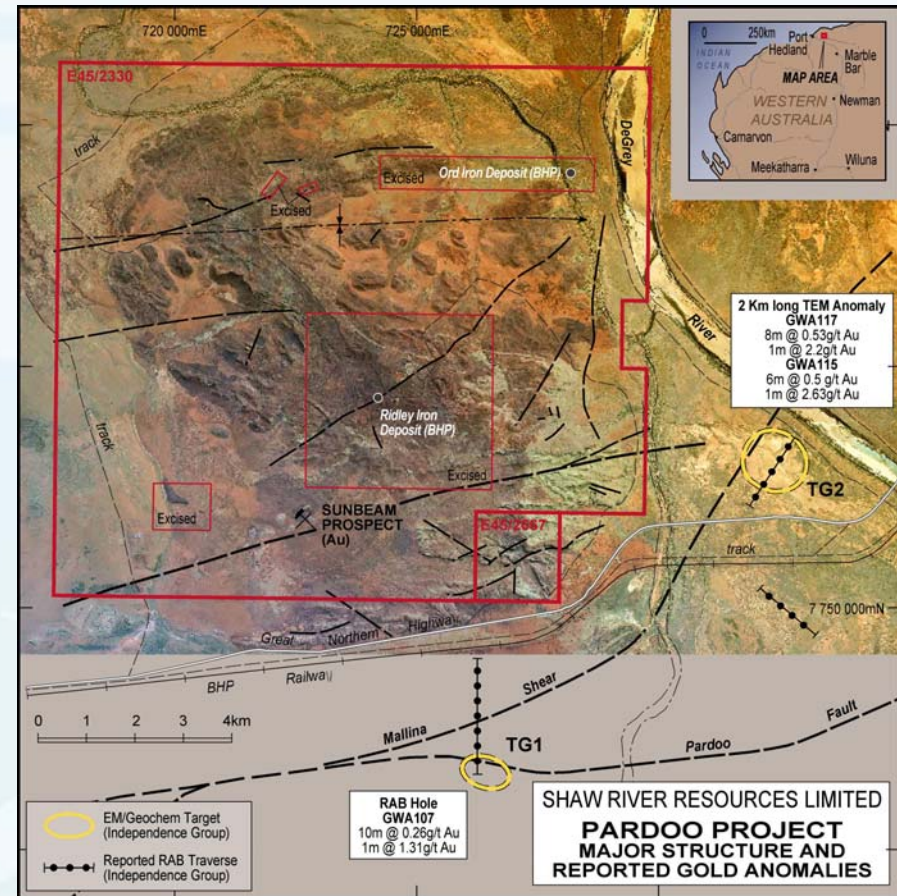 720 000mE
725 000mE
0 250km
INDIAN
OCEAN
Port
Hedland
MAP AREA
Marble
Bar
WESTERN
AUSTRALIA
Newman
Carnarvon
Meekatharra
Wiluna
E45/2330
track
DeGrey
Ord Iron Deposit (BHP)
Excised
Excised
River
2 Km long TEM Anomaly
GWA117
8m @ 0.53g/t Au
1m @ 2.2g/t Au
GWA115
6m @ 0.5 g/t Au
1m @ 2.63g/t Au
Ridley Iron
Deposit (BHP)
track
Excised
TG2
Excised
SUNBEAM
PROSPECT
(Au)
E45/2667
track
7 750 000mN
Great Northern Highway
BHP Railway
0 1 2 4km
Mallina Shear
TG1
Pardoo Fault
RAB Hole
GWA107
10m @ 0.26g/t Au
1m @ 1.31g/t Au
EM/Geochem Target
(Independence Group)
Reported RAB Traverse
(Independence Group)
SHAW RIVER RESOURCES LIMITED
PARDOO PROJECT
MAJOR STRUCTURE AND
REPORTED GOLD ANOMALIES